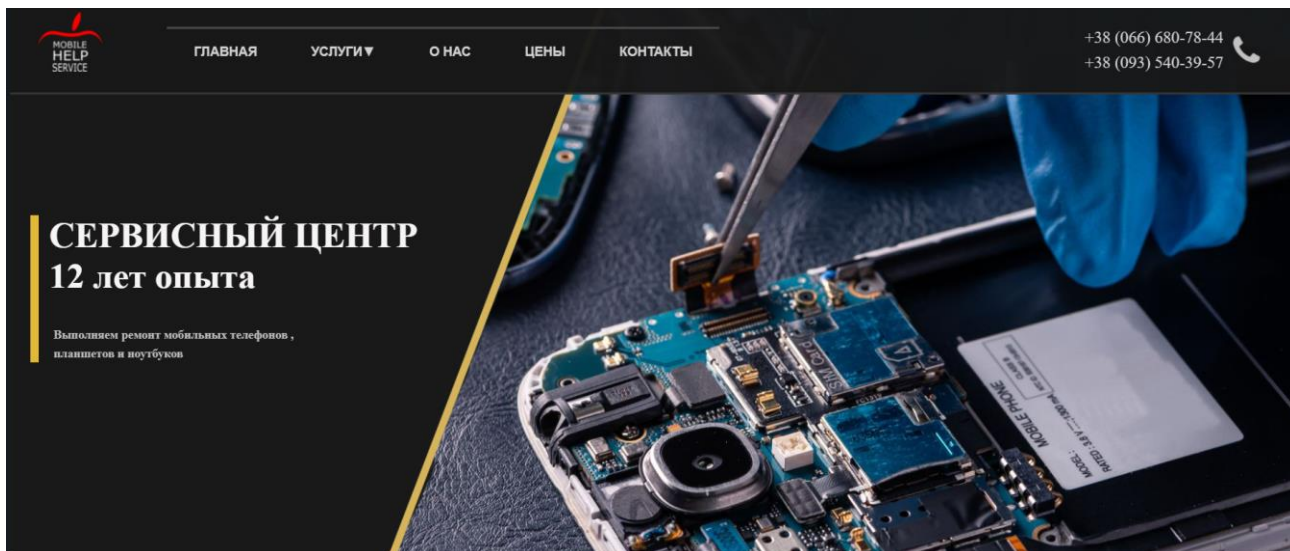 MOBILE
HELP
SERVICE
ГЛАВНАЯ УСЛУГИ▼ О НАС ЦЕНЫ КОНТАКТЫ
+38 (066) 680-78-44
+38 (093) 540-39-57
СЕРВИСНЫЙ ЦЕНТР
12 лет опыта
Выполняем ремонт мобильных телефонов ,
планшетов и ноутбуков
SIM Card
MOBILE PHONE
MODEL :